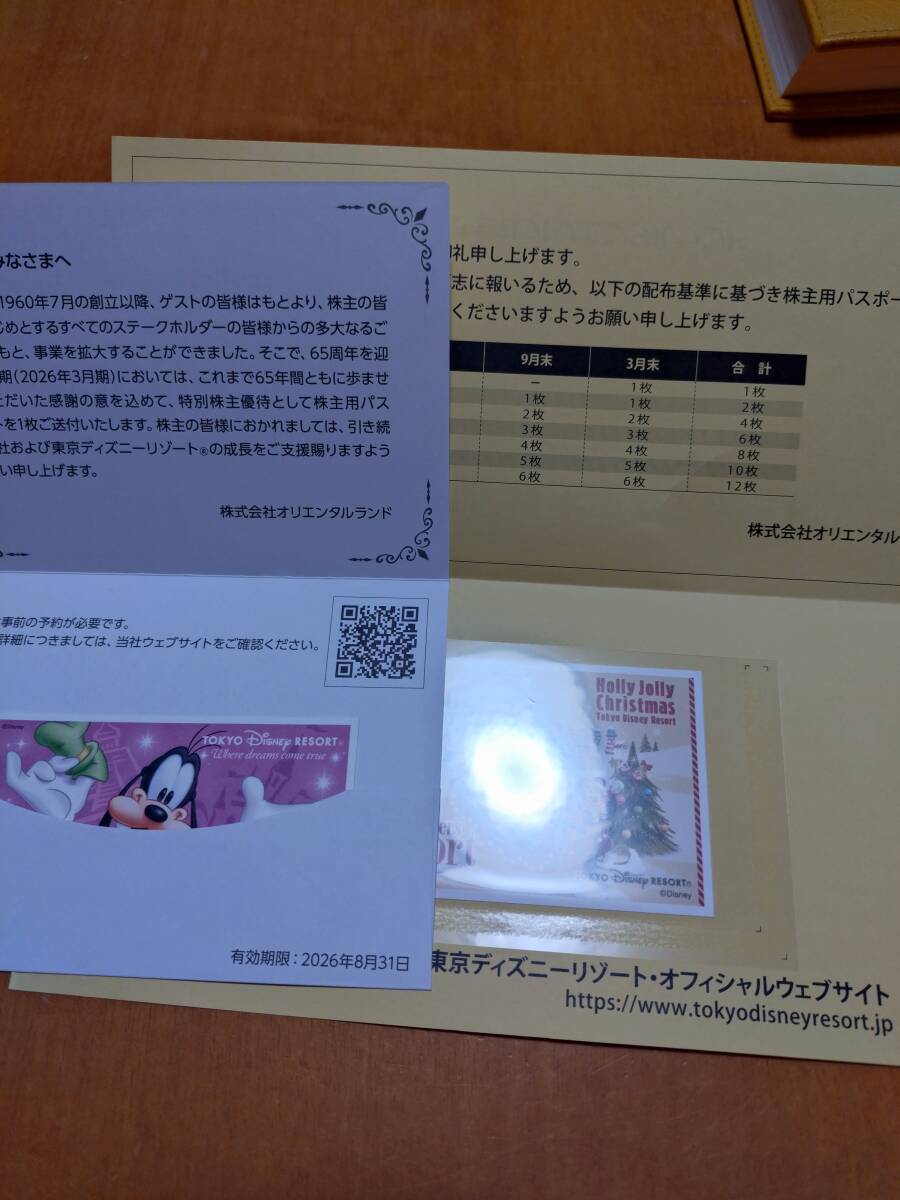 みなさまへ
1960年7月の創立以降、ゲストの皆様はもとより、株主の皆
じめとするすべてのステークホルダーの皆様からの多大なるご
もと、事業を拡大することができました。そこで、65周年を迎
期(2026年3月期)においては、これまで65年間ともに歩ませ
ただいた感謝の意を込めて、特別株主優待として株主用パス
トを1枚ご送付いたします。株主の皆様におかれましては、引き続
社および東京ディズニーリゾート®の成長をご支援賜りますよう
い申し上げます。
株式会社オリエンタルランド
事前の予約が必要です。
詳細につきましては、当社ウェブサイトをご確認ください。
©Disney
TOKYO Disney RESORT®
Where dreams come true
有効期限:2026年8月31日
礼申し上げます。
志に報いるため、以下の配布基準に基づき株主用パスポー
くださいますようお願い申し上げます。
9月末 3月末 合計
ー 1枚 1枚
1枚 1枚 2枚
2枚 2枚 4枚
3枚 3枚 6枚
4枚 4枚 8枚
5枚 5枚 10枚
6枚 6枚 12枚
株式会社オリエンタル
Holly Jolly
Christmas
Tokyo Disney Resort
TOKYO Disney RESORT®
©Disney
東京ディズニーリゾート・オフィシャルウェブサイト
https://www.tokyodisneyresort.jp